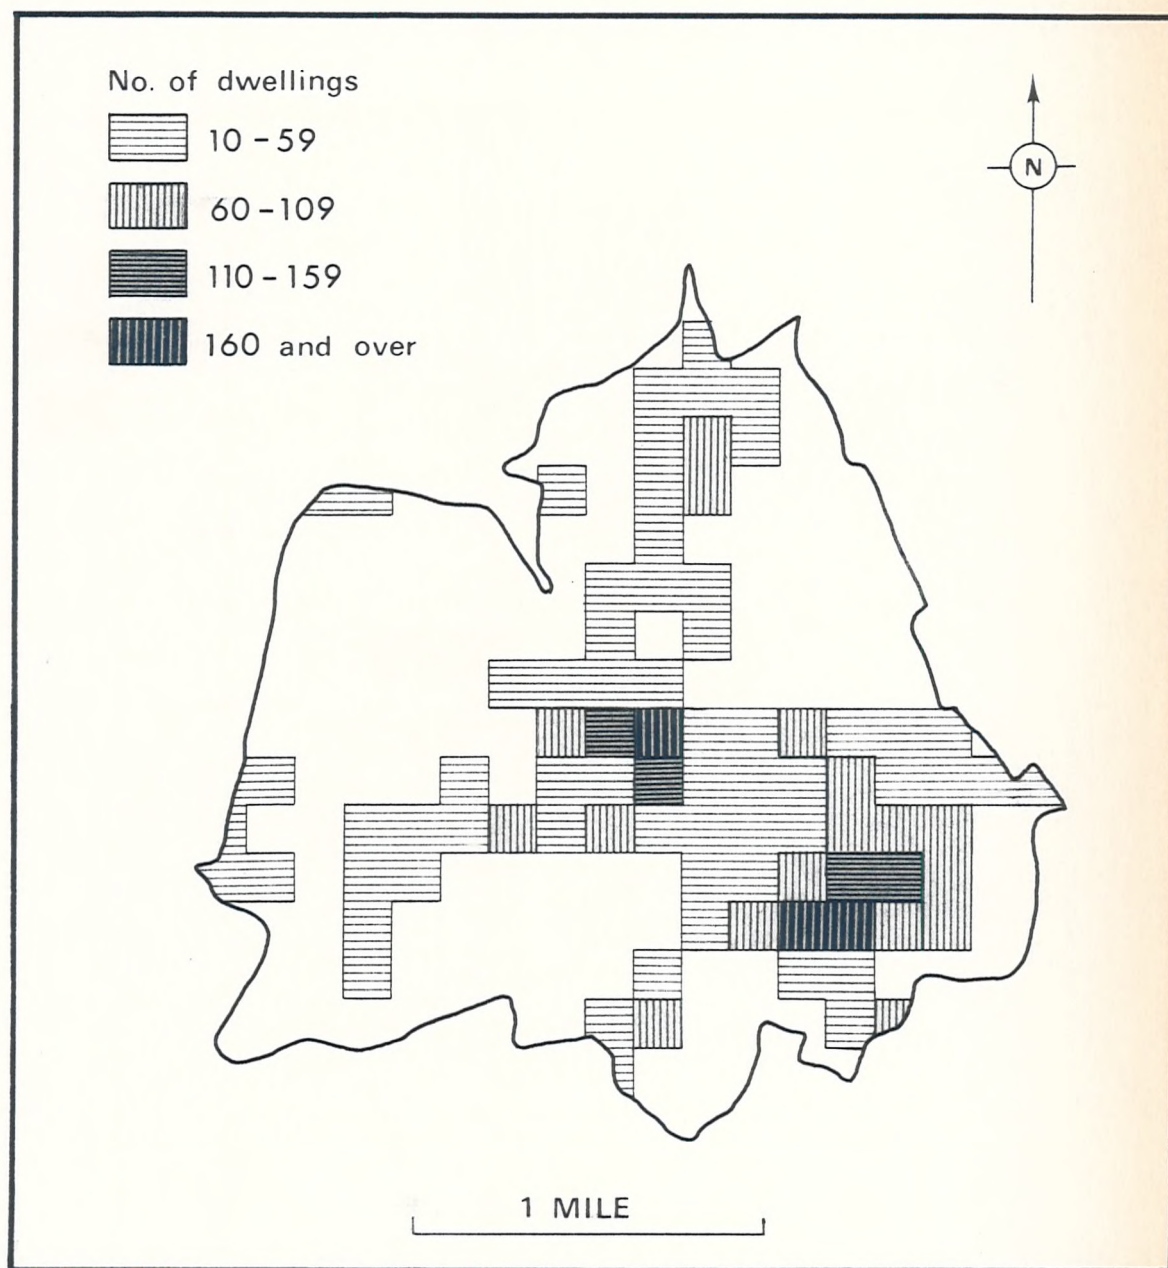 No. of dwellings
10 – 59
60 – 109
110 – 159
160 and over
N
1 MILE